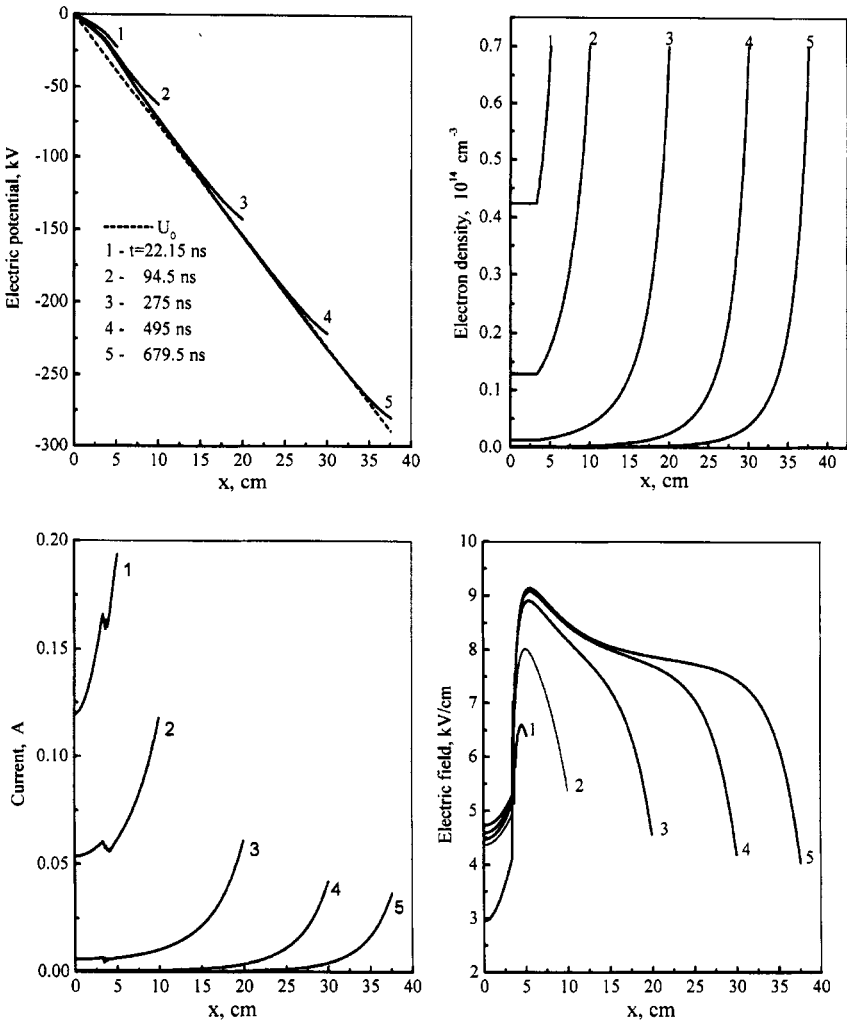 Electric potential, kV
0
-50
-100
-150
-200
-250
-300
1
2
3
4
5
U₀
1 - t=22.15 ns
2 - 94.5 ns
3 - 275 ns
4 - 495 ns
5 - 679.5 ns
0 5 10 15 20 25 30 35 40
x, cm
Electron density, 10¹⁴ cm⁻³
0.7
0.6
0.5
0.4
0.3
0.2
0.1
0.0
1 2 3 4 5
0 5 10 15 20 25 30 35 40
x, cm
Current, A
0.20
0.15
0.10
0.05
0.00
1
2
3
4
5
0 5 10 15 20 25 30 35 40
x, cm
Electric field, kV/cm
10
9
8
7
6
5
4
3
2
1
2
3
4
5
0 5 10 15 20 25 30 35 40
x, cm